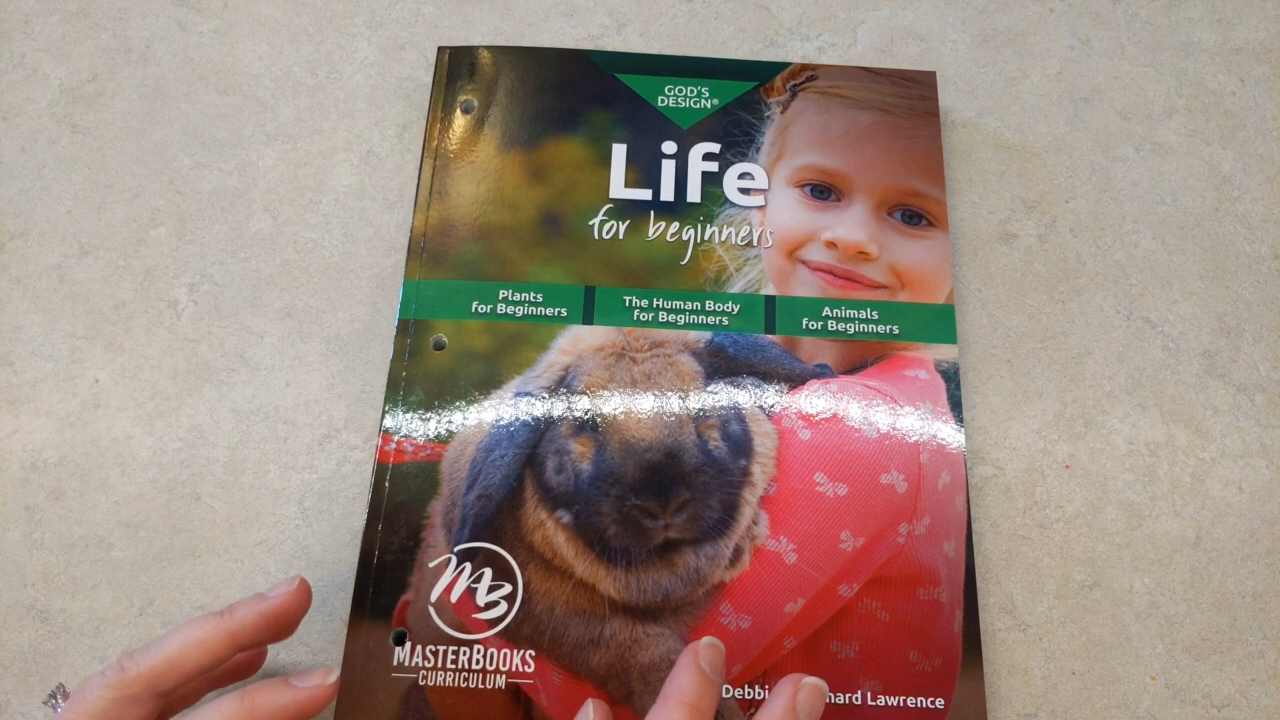 GOD'S
DESIGN®
Life
for beginners
Plants
for Beginners
The Human Body
for Beginners
Animals
for Beginners
MB
MASTERBOOKS
CURRICULUM
Debbi
hard Lawrence